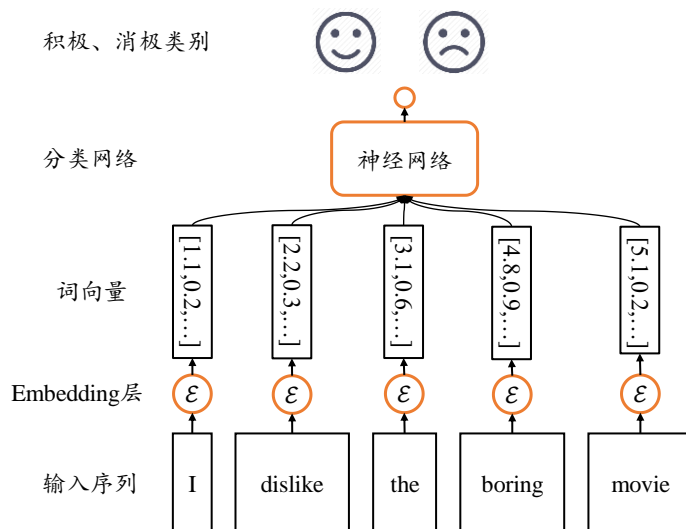 积极、消极类别
分类网络
神经网络
词向量
[1.1,0.2,…]
[2.2,0.3,…]
[3.1,0.6,…]
[4.8,0.9,…]
[5.1,0.2,…]
Embedding层
ℰ ℰ ℰ ℰ ℰ
输入序列
I dislike the boring movie